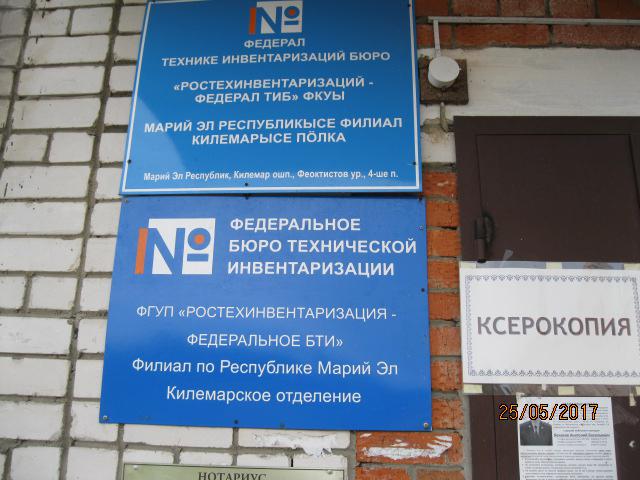 №
ФЕДЕРАЛ
ТЕХНИКЕ ИНВЕНТАРИЗАЦИЙ БЮРО
«РОСТЕХИНВЕНТАРИЗАЦИЙ -
ФЕДЕРАЛ ТИБ» ФКУЫ
МАРИЙ ЭЛ РЕСПУБЛИКЫСЕ ФИЛИАЛ
КИЛЕМАРЫСЕ ПӦЛКА
Марий Эл Республик, Килемар ошп., Феоктистов ур., 4-ше п.
№
ФЕДЕРАЛЬНОЕ
БЮРО ТЕХНИЧЕСКОЙ
ИНВЕНТАРИЗАЦИИ
ФГУП «РОСТЕХИНВЕНТАРИЗАЦИЯ -
ФЕДЕРАЛЬНОЕ БТИ»
Филиал по Республике Марий Эл
Килемарское отделение
КСЕРОКОПИЯ
25/05/2017
НОТАРИУС